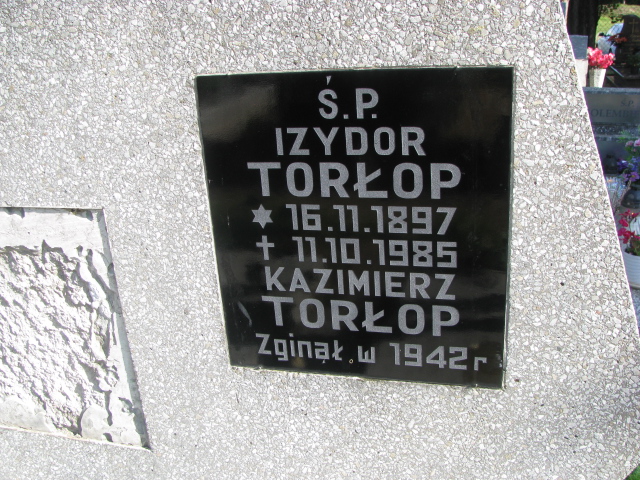 Ś.P.
IZYDOR
TORŁOP
✶ 16.11.1897
† 11.10.1985
KAZIMIERZ
TORŁOP
Zginął w 1942 r